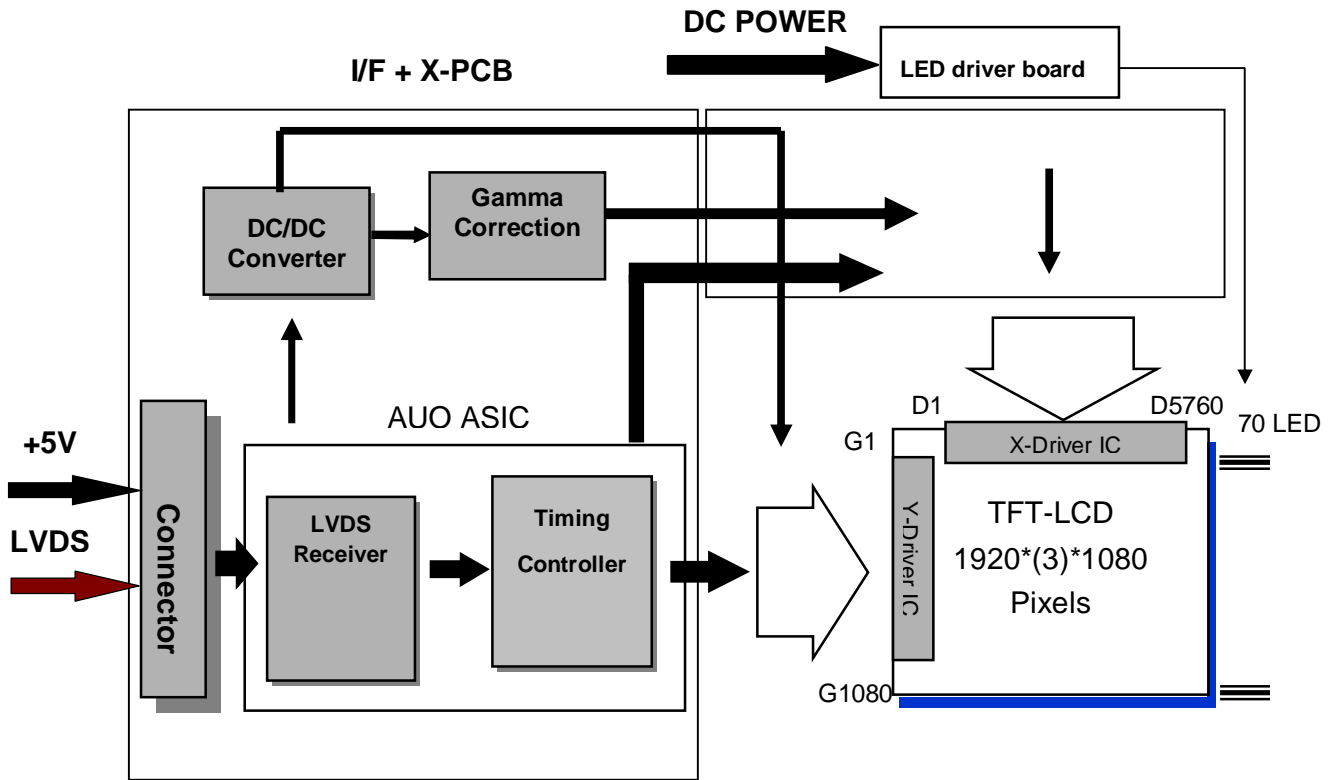 DC POWER
LED driver board
I/F + X-PCB
Gamma
Correction
DC/DC
Converter
AUO ASIC
+5V
LVDS
Connector
LVDS
Receiver
Timing
Controller
D1
D5760
70 LED
G1
X-Driver IC
Y-Driver IC
TFT-LCD
1920*(3)*1080
Pixels
G1080